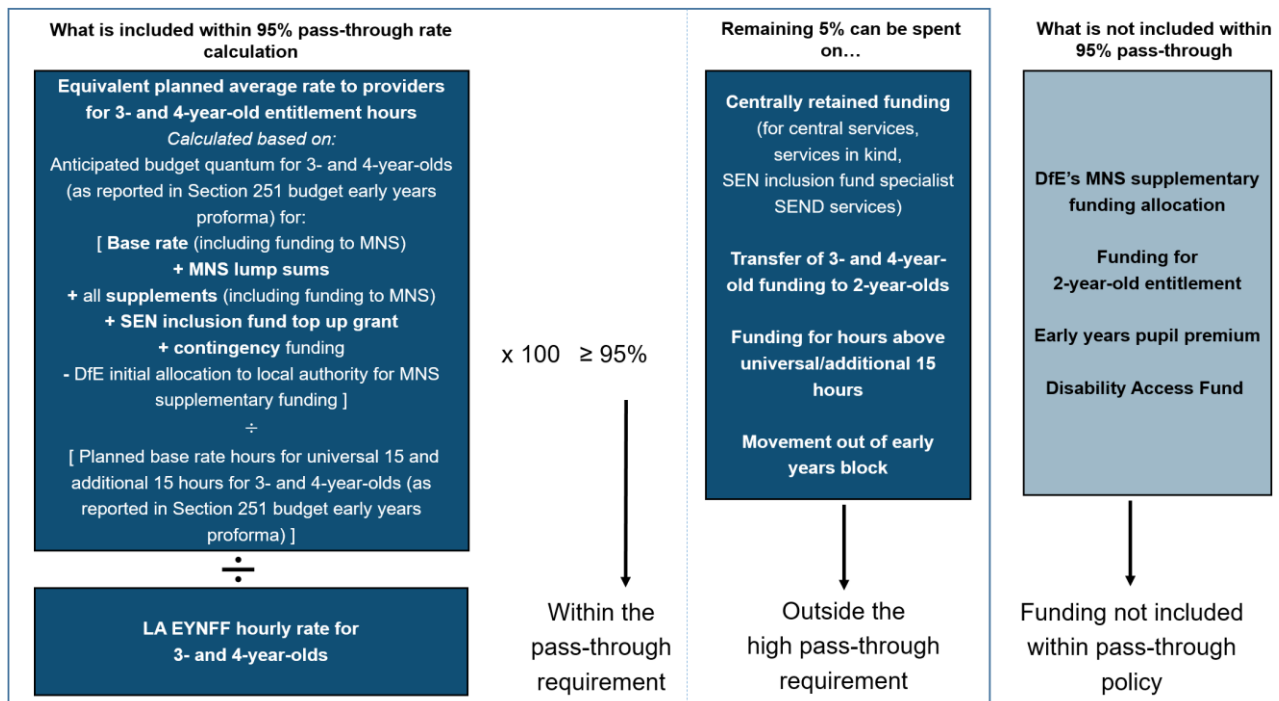 What is included within 95% pass-through rate
calculation
Equivalent planned average rate to providers
for 3- and 4-year-old entitlement hours
Calculated based on:
Anticipated budget quantum for 3- and 4-year-olds
(as reported in Section 251 budget early years
proforma) for:
[ Base rate (including funding to MNS)
+ MNS lump sums
+ all supplements (including funding to MNS)
+ SEN inclusion fund top up grant
+ contingency funding
- DfE initial allocation to local authority for MNS
supplementary funding ]
÷
[ Planned base rate hours for universal 15 and
additional 15 hours for 3- and 4-year-olds (as
reported in Section 251 budget early years
proforma) ]
÷
LA EYNFF hourly rate for
3- and 4-year-olds
x 100 ≥ 95%
Within the
pass-through
requirement
Remaining 5% can be spent
on…
Centrally retained funding
(for central services,
services in kind,
SEN inclusion fund specialist
SEND services)
Transfer of 3- and 4-year-
old funding to 2-year-olds
Funding for hours above
universal/additional 15
hours
Movement out of early
years block
Outside the
high pass-through
requirement
What is not included within
95% pass-through
DfE's MNS supplementary
funding allocation
Funding for
2-year-old entitlement
Early years pupil premium
Disability Access Fund
Funding not included
within pass-through
policy